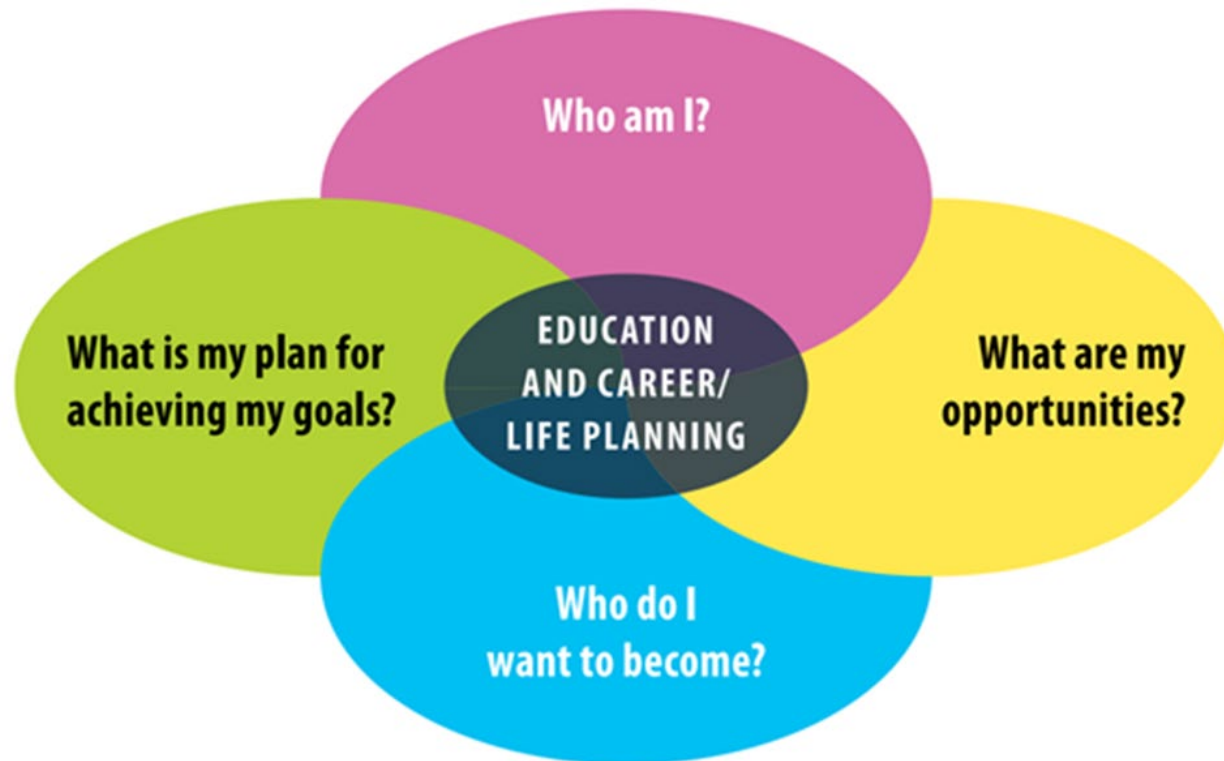 Who am I?
What is my plan for
achieving my goals?
EDUCATION
AND CAREER/
LIFE PLANNING
What are my
opportunities?
Who do I
want to become?